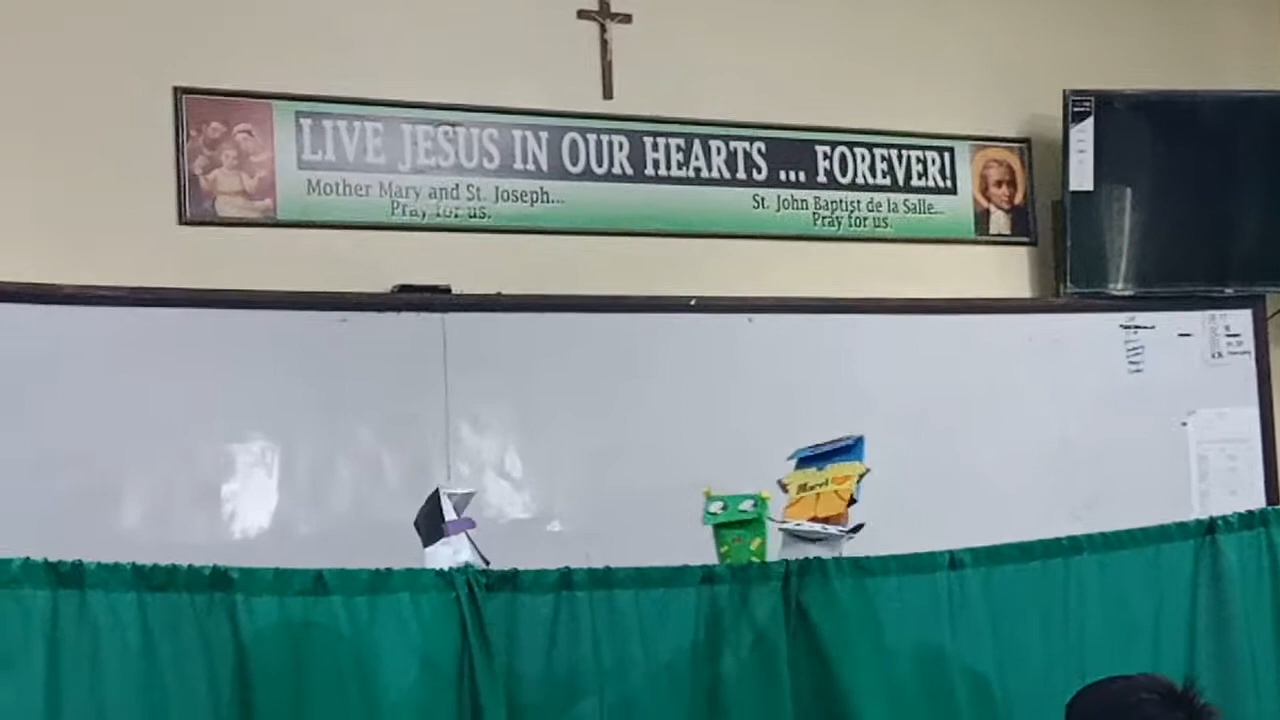 LIVE JESUS IN OUR HEARTS ... FOREVER!
Mother Mary and St. Joseph...
Pray for us.
St. John Baptist de la Salle...
Pray for us.